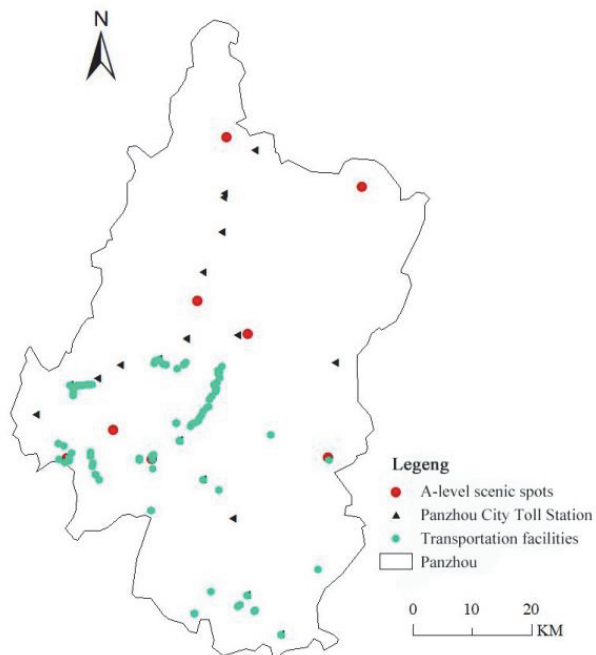 N
Legeng
A-level scenic spots
Panzhou City Toll Station
Transportation facilities
Panzhou
0 10 20
KM